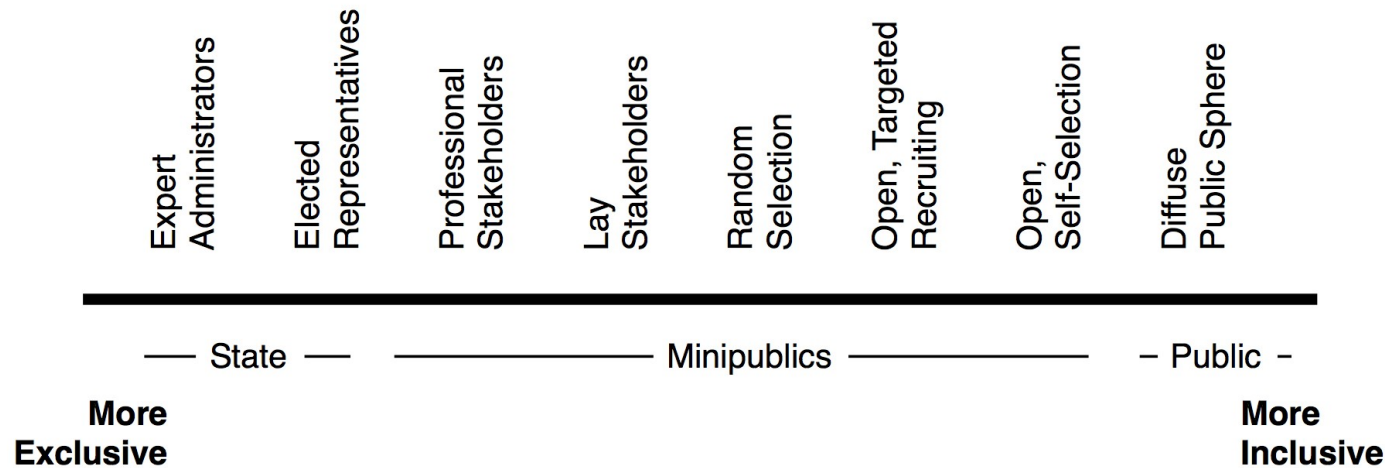 Expert
Administrators
Elected
Representatives
Professional
Stakeholders
Lay
Stakeholders
Random
Selection
Open, Targeted
Recruiting
Open,
Self-Selection
Diffuse
Public Sphere
State
Minipublics
Public
More
Exclusive
More
Inclusive